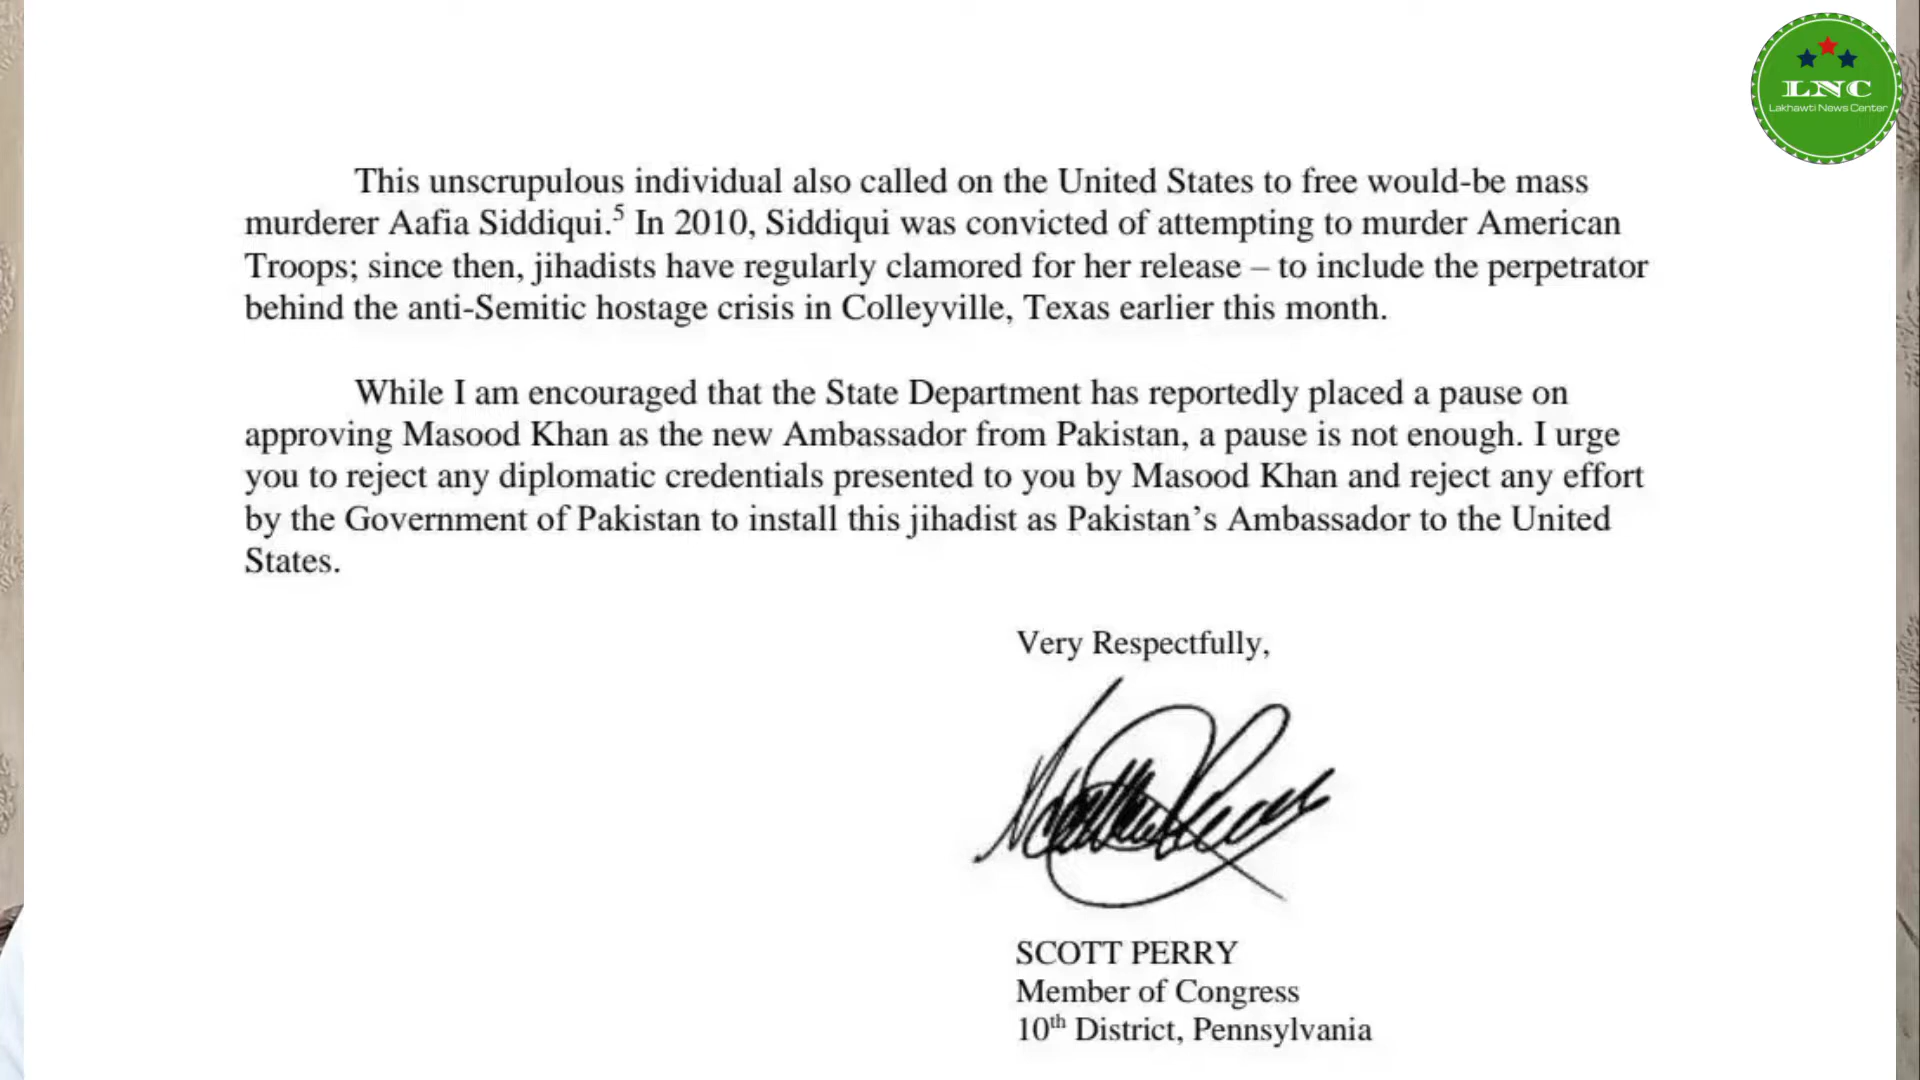 LNC
Lakhawti News Center
This unscrupulous individual also called on the United States to free would-be mass
murderer Aafia Siddiqui.⁵ In 2010, Siddiqui was convicted of attempting to murder American
Troops; since then, jihadists have regularly clamored for her release – to include the perpetrator
behind the anti-Semitic hostage crisis in Colleyville, Texas earlier this month.
While I am encouraged that the State Department has reportedly placed a pause on
approving Masood Khan as the new Ambassador from Pakistan, a pause is not enough. I urge
you to reject any diplomatic credentials presented to you by Masood Khan and reject any effort
by the Government of Pakistan to install this jihadist as Pakistan’s Ambassador to the United
States.
Very Respectfully,
SCOTT PERRY
Member of Congress
10th District, Pennsylvania